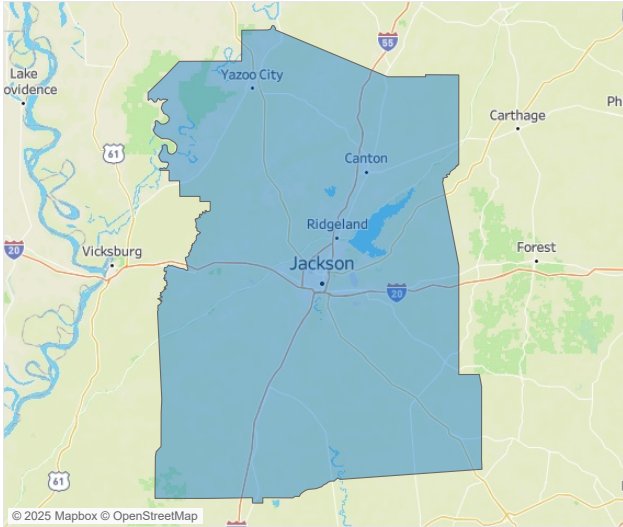 55
Lake
ovidence
Yazoo City
Carthage
Ph
61
Canton
Ridgeland
20
Vicksburg
Forest
Jackson
20
61
© 2025 Mapbox © OpenStreetMap